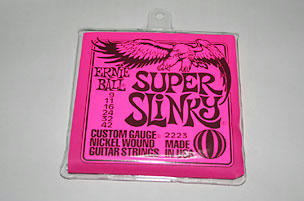 ERNIE
BALL
SUPER
SLINKY
9
11
16
24
32
42
CUSTOM GAUGE 2223
NICKEL WOUND MADE
GUITAR STRINGS IN USA